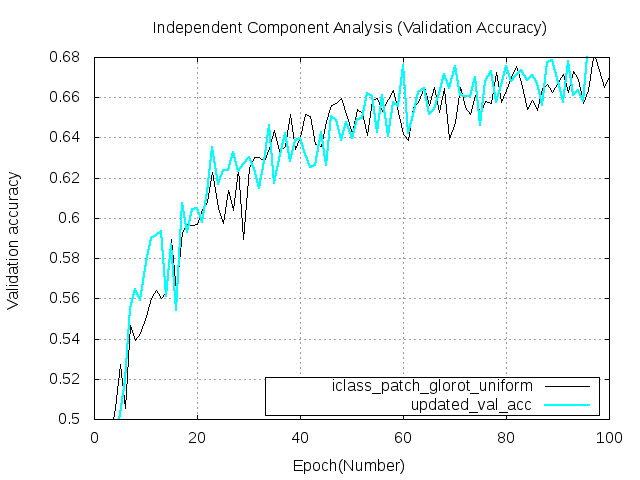 Independent Component Analysis (Validation Accuracy)
0.68
0.66
0.64
0.62
0.6
0.58
0.56
0.54
0.52
0.5
Validation accuracy
iclass_patch_glorot_uniform
updated_val_acc
0 20 40 60 80 100
Epoch(Number)